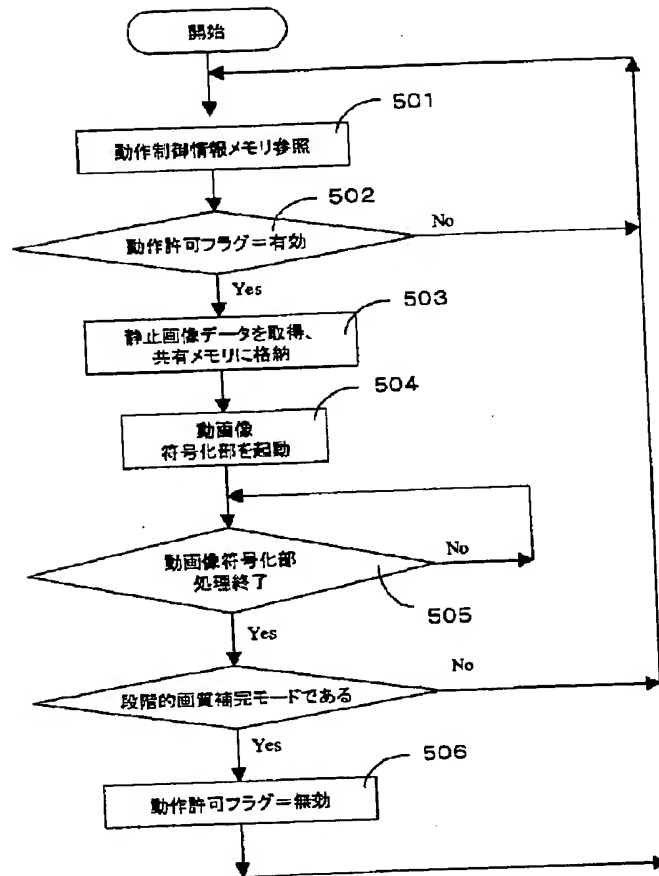 開始
501
動作制御情報メモリ参照
502
動作許可フラグ=有効
No
Yes
503
静止画像データを取得、
共有メモリに格納
504
動画像
符号化部を起動
動画像符号化部
処理終了
No
505
Yes
段階的画質補完モードである
No
Yes
506
動作許可フラグ=無効